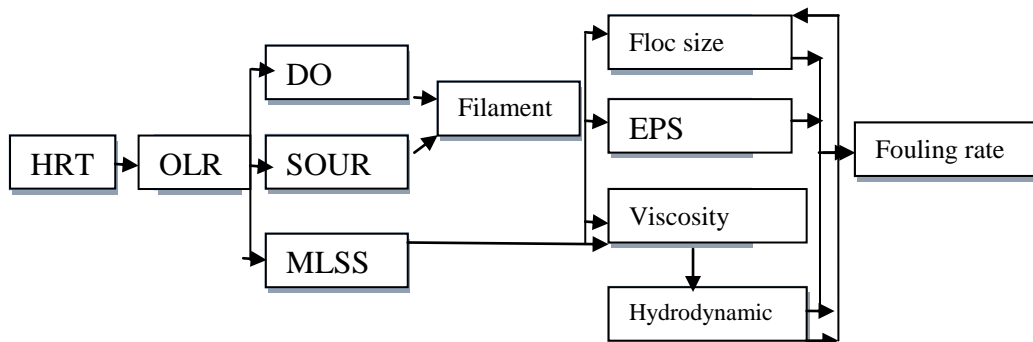 HRT
OLR
DO
SOUR
MLSS
Filament
Floc size
EPS
Viscosity
Hydrodynamic
Fouling rate